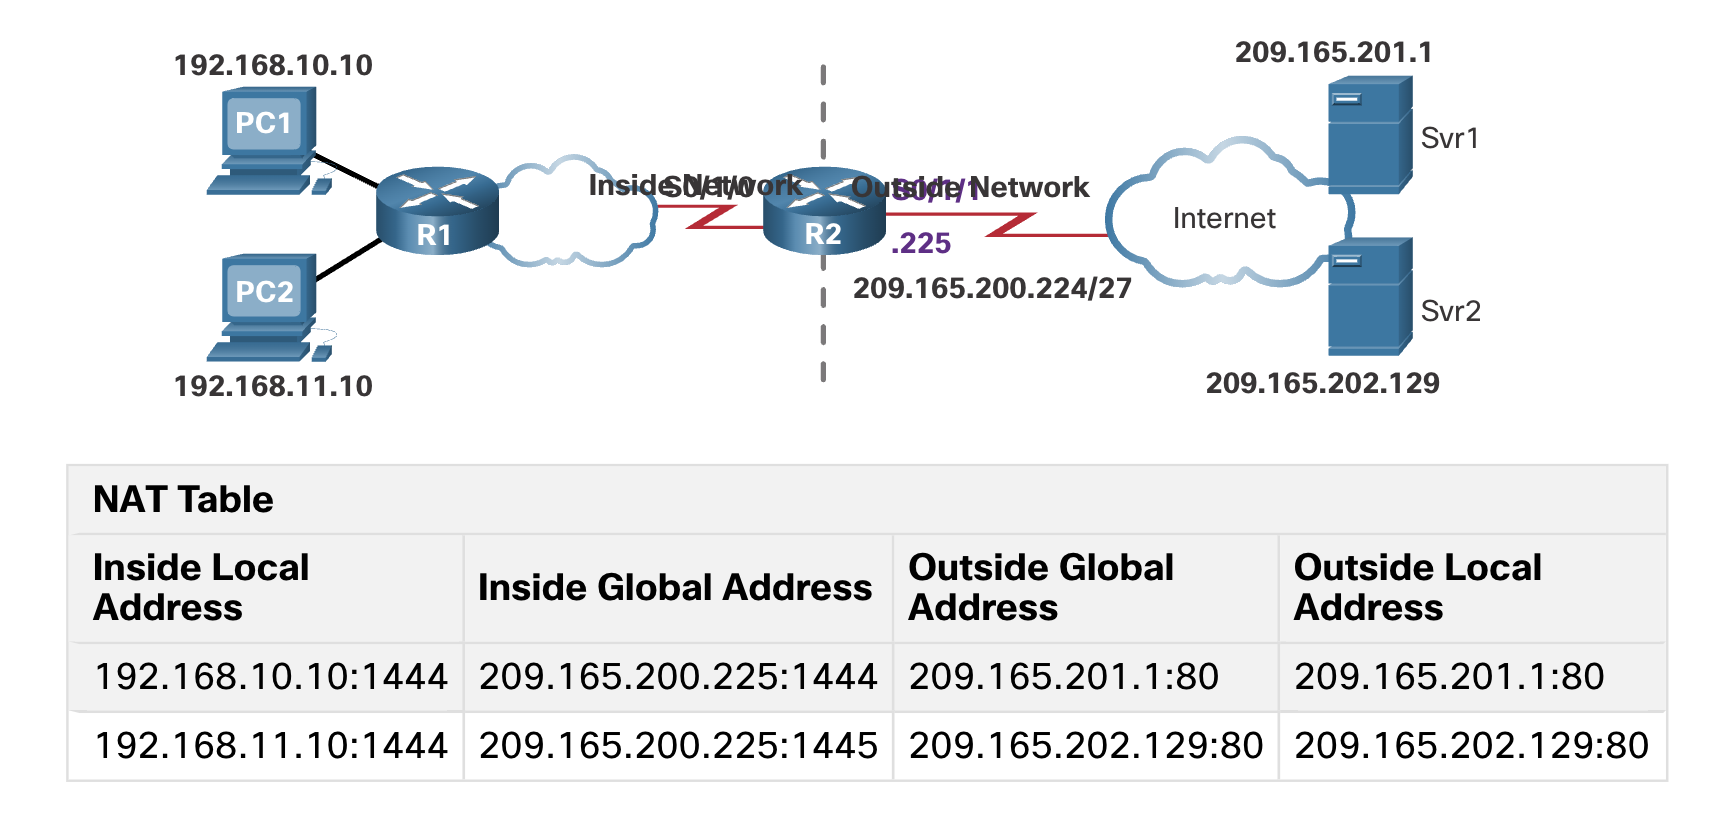 192.168.10.10
209.165.201.1
PC1
Svr1
Inside Network
S0/1/0
Outside Network
S0/1/1
R1
R2
Internet
.225
PC2
209.165.200.224/27
Svr2
192.168.11.10
209.165.202.129
NAT Table
Inside Local
Address
Inside Global Address
Outside Global
Address
Outside Local
Address
192.168.10.10:1444
209.165.200.225:1444
209.165.201.1:80
209.165.201.1:80
192.168.11.10:1444
209.165.200.225:1445
209.165.202.129:80
209.165.202.129:80